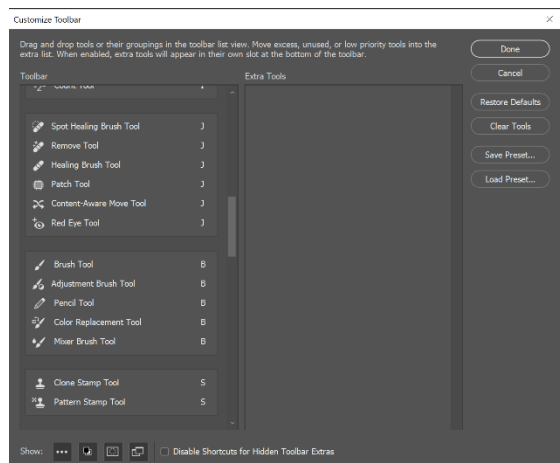 Customize Toolbar
Drag and drop tools or their groupings in the toolbar list view. Move excess, unused, or low priority tools into the
extra list. When enabled, extra tools will appear in their own slot at the bottom of the toolbar.
Done
Cancel
Restore Defaults
Clear Tools
Save Preset...
Load Preset...
Toolbar
Extra Tools
Count Tool I
Spot Healing Brush Tool J
Remove Tool J
Healing Brush Tool J
Patch Tool J
Content-Aware Move Tool J
Red Eye Tool J
Brush Tool B
Adjustment Brush Tool B
Pencil Tool B
Color Replacement Tool B
Mixer Brush Tool B
Clone Stamp Tool S
Pattern Stamp Tool S
Show:
Disable Shortcuts for Hidden Toolbar Extras